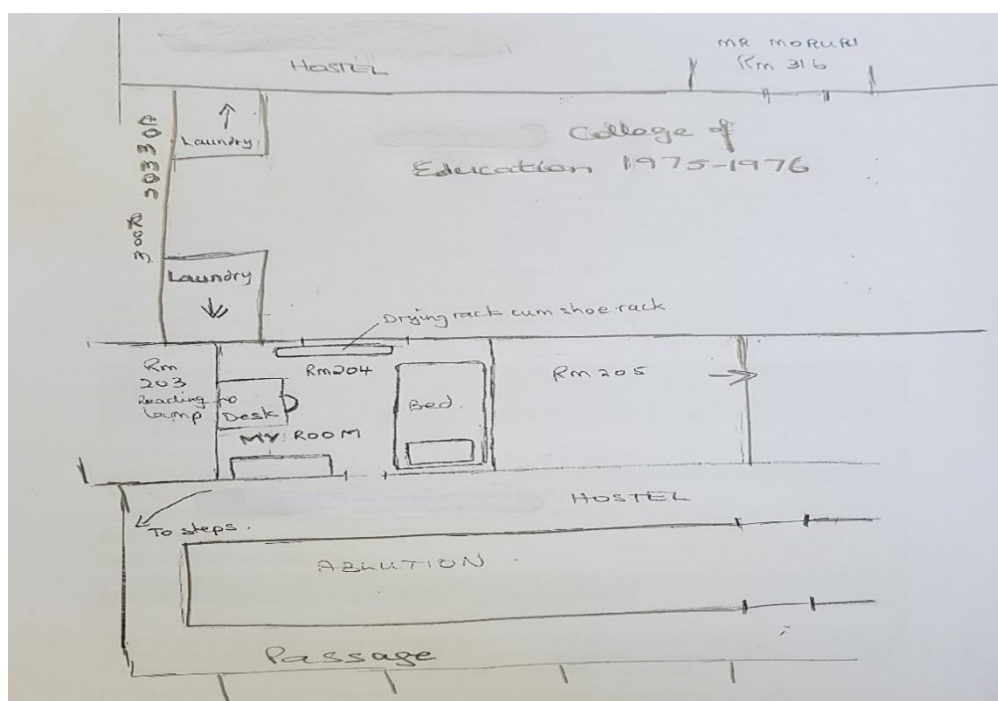 HOSTEL
MR MORURI
Rm 316
College of
Education 1975-1976
Laundry
Laundry
Drying rack cum shoe rack
Rm
203
Reading
Lamp
Rm204
Desk
MY ROOM
Bed.
Rm 205
HOSTEL
To steps.
ABLUTION
Passage